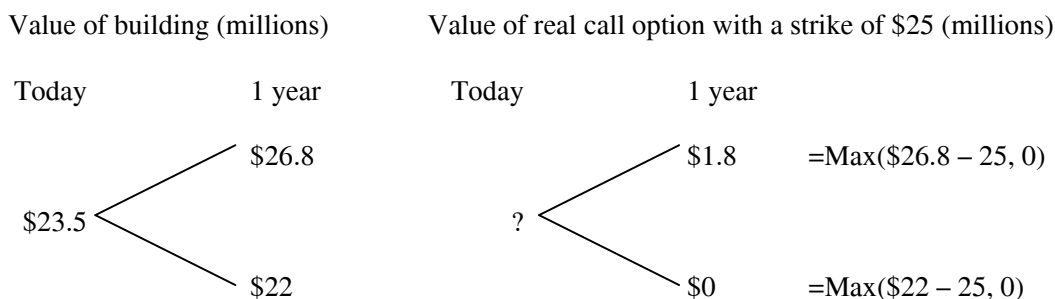 Value of building (millions) Value of real call option with a strike of $25 (millions)
Today 1 year Today 1 year
$26.8 $1.8 =Max($26.8 – 25, 0)
$23.5 ?
$22 $0 =Max($22 – 25, 0)